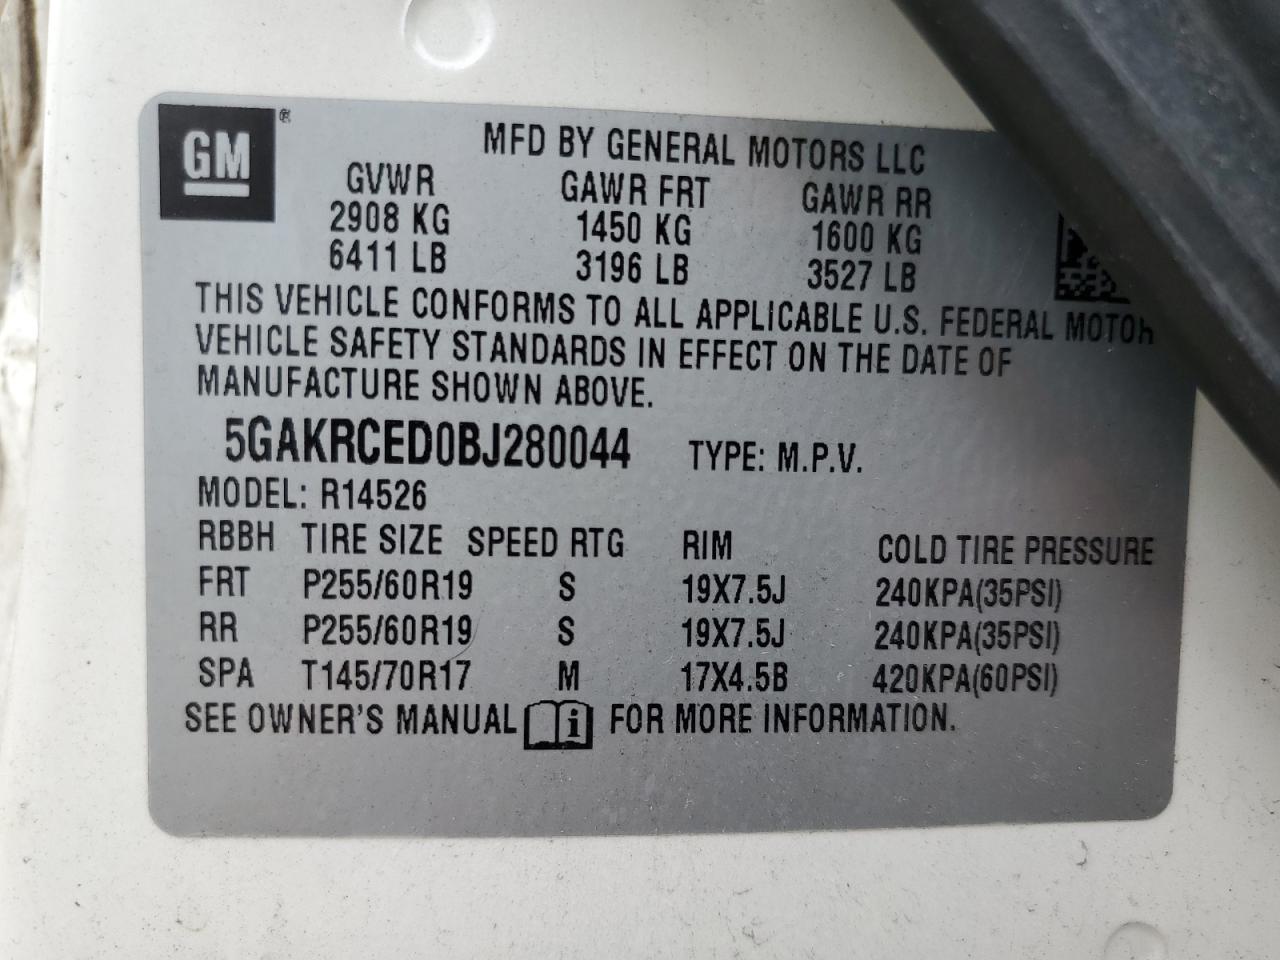 GM ®
MFD BY GENERAL MOTORS LLC
GVWR GAWR FRT GAWR RR
2908 KG 1450 KG 1600 KG
6411 LB 3196 LB 3527 LB
THIS VEHICLE CONFORMS TO ALL APPLICABLE U.S. FEDERAL MOTOR
VEHICLE SAFETY STANDARDS IN EFFECT ON THE DATE OF
MANUFACTURE SHOWN ABOVE.
5GAKRCED0BJ280044 TYPE: M.P.V.
MODEL: R14526
RBBH TIRE SIZE SPEED RTG RIM COLD TIRE PRESSURE
FRT P255/60R19 S 19X7.5J 240KPA(35PSI)
RR P255/60R19 S 19X7.5J 240KPA(35PSI)
SPA T145/70R17 M 17X4.5B 420KPA(60PSI)
SEE OWNER'S MANUAL i FOR MORE INFORMATION.